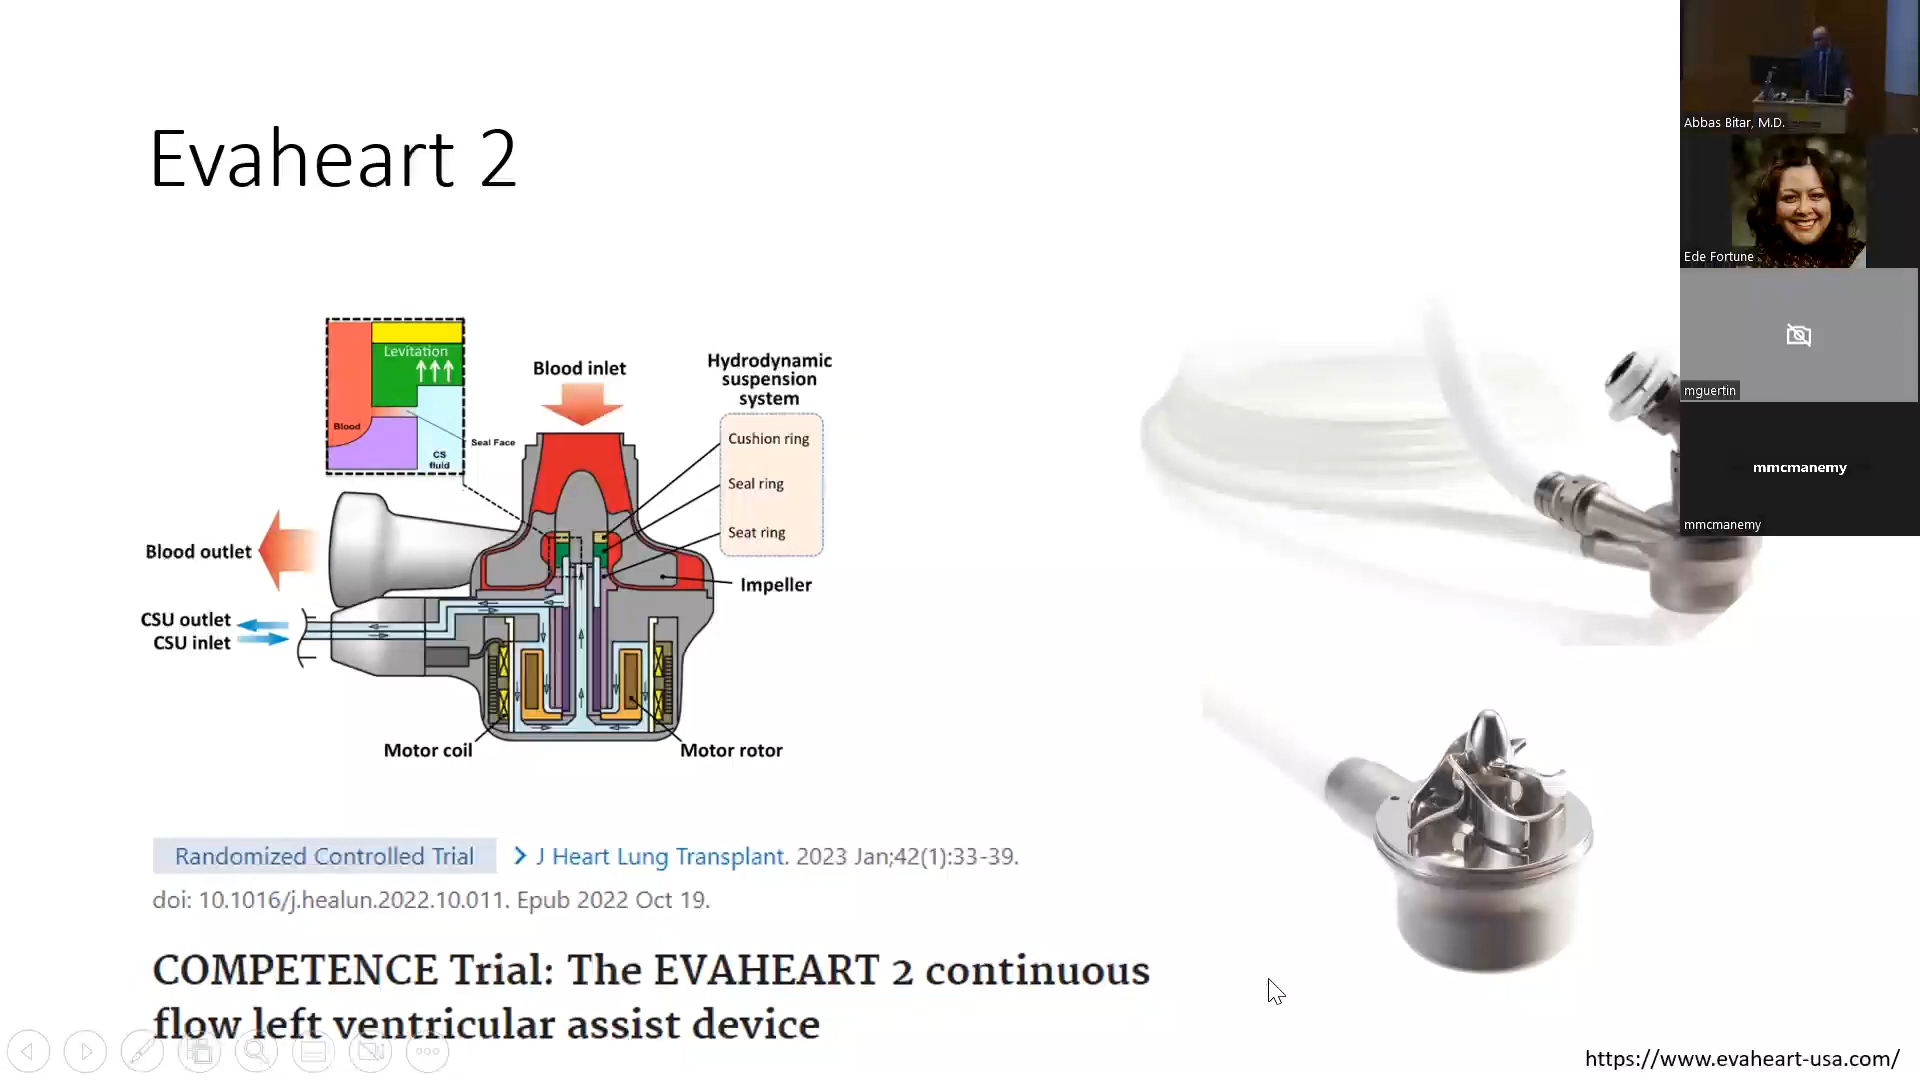 Evaheart 2
Levitation
Blood
Seal Face
CS
fluid
Blood inlet
Hydrodynamic
suspension
system
Cushion ring
Seal ring
Seat ring
Blood outlet
Impeller
CSU outlet
CSU inlet
Motor coil
Motor rotor
Randomized Controlled Trial > J Heart Lung Transplant. 2023 Jan;42(1):33-39.
doi: 10.1016/j.healun.2022.10.011. Epub 2022 Oct 19.
COMPETENCE Trial: The EVAHEART 2 continuous
flow left ventricular assist device
https://www.evaheart-usa.com/
Abbas Bitar, M.D.
Ede Fortune
mguertin
mmcmanemy
mmcmanemy